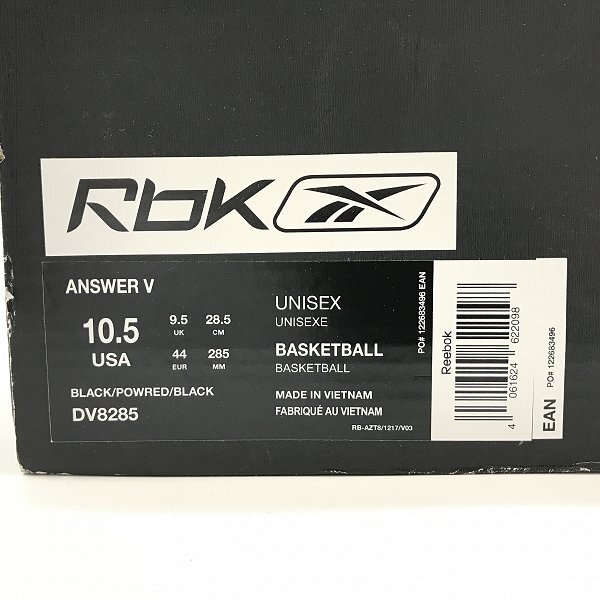 Rbk
ANSWER V
10.5
USA
9.5 28.5
UK CM
44 285
EUR MM
BLACK/POWRED/BLACK
DV8285
UNISEX
UNISEXE
BASKETBALL
BASKETBALL
MADE IN VIETNAM
FABRIQUÉ AU VIETNAM
RB-AZT8/1217/V03
PO# 122683496 EAN
Reebok
4 061624 622098
EAN PO# 122683496